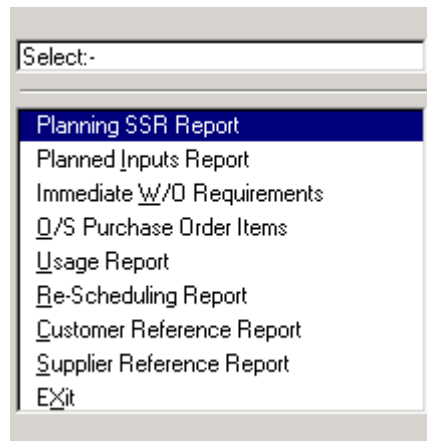 Select:-
Planning SSR Report
Planned Inputs Report
Immediate W/O Requirements
O/S Purchase Order Items
Usage Report
Re-Scheduling Report
Customer Reference Report
Supplier Reference Report
EXit